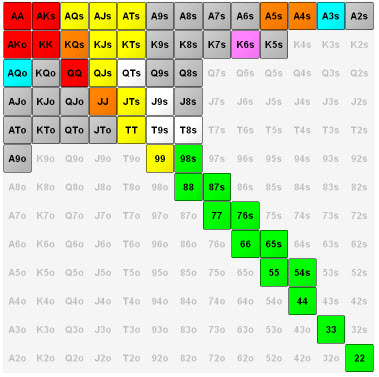 AA AKs AQs AJs ATs A9s A8s A7s A6s A5s A4s A3s A2s
AKo KK KQs KJs KTs K9s K8s K7s K6s K5s K4s K3s K2s
AQo KQo QQ QJs QTs Q9s Q8s Q7s Q6s Q5s Q4s Q3s Q2s
AJo KJo QJo JJ JTs J9s J8s J7s J6s J5s J4s J3s J2s
ATo KTo QTo JTo TT T9s T8s T7s T6s T5s T4s T3s T2s
A9o K9o Q9o J9o T9o 99 98s 97s 96s 95s 94s 93s 92s
A8o K8o Q8o J8o T8o 98o 88 87s 86s 85s 84s 83s 82s
A7o K7o Q7o J7o T7o 97o 87o 77 76s 75s 74s 73s 72s
A6o K6o Q6o J6o T6o 96o 86o 76o 66 65s 64s 63s 62s
A5o K5o Q5o J5o T5o 95o 85o 75o 65o 55 54s 53s 52s
A4o K4o Q4o J4o T4o 94o 84o 74o 64o 54o 44 43s 42s
A3o K3o Q3o J3o T3o 93o 83o 73o 63o 53o 43o 33 32s
A2o K2o Q2o J2o T2o 92o 82o 72o 62o 52o 42o 32o 22